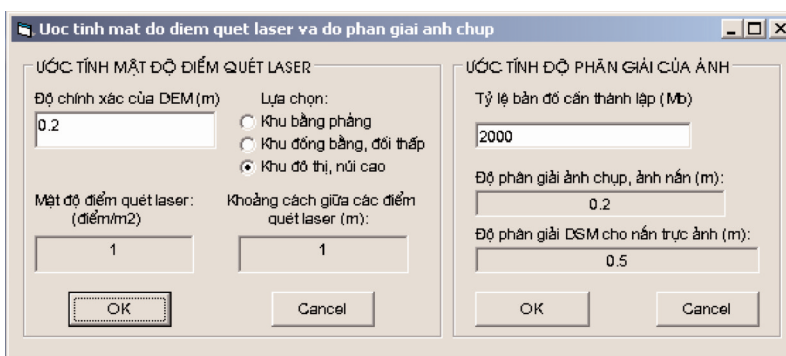 Uoc tinh mat do diem quet laser va do phan giai anh chup
ƯỚC TÍNH MẬT ĐỘ ĐIỂM QUÉT LASER
Độ chính xác của DEM (m)
0.2
Lựa chọn:
Khu bằng phẳng
Khu đồng bằng, đồi thấp
Khu đô thị, núi cao
Mật độ điểm quét laser:
(điểm/m2)
1
Khoảng cách giữa các điểm
quét laser (m):
1
OK
Cancel
ƯỚC TÍNH ĐỘ PHÂN GIẢI CỦA ẢNH
Tỷ lệ bản đồ cần thành lập (Mb)
2000
Độ phân giải ảnh chụp, ảnh nắn (m):
0.2
Độ phân giải DSM cho nắn trực ảnh (m):
0.5
OK
Cancel